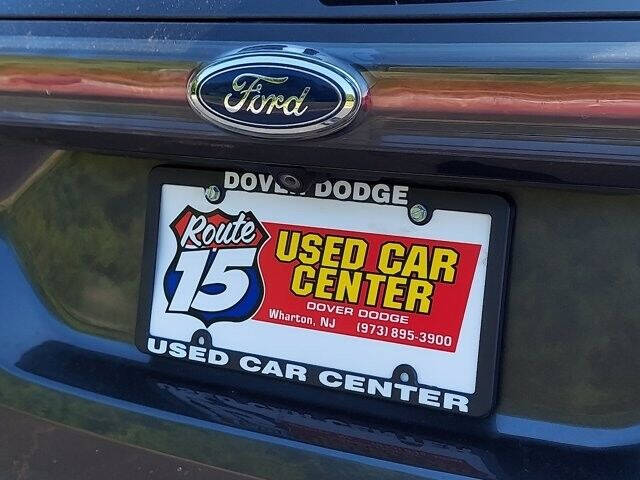 Ford
DOVER DODGE
Route
15
USED CAR
CENTER
DOVER DODGE
Wharton, NJ (973) 895-3900
USED CAR CENTER